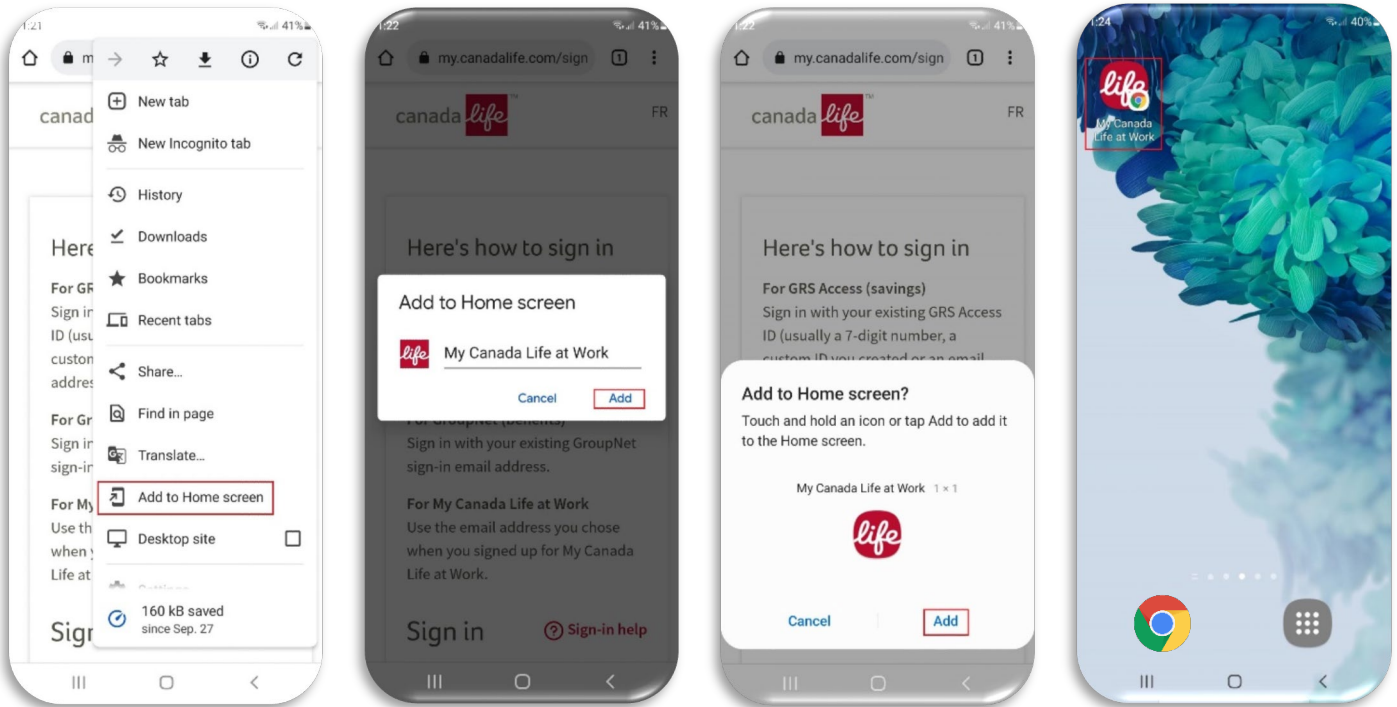 1:21
41%
m
New tab
canad
New Incognito tab
History
Downloads
Here
Bookmarks
For GR
Sign in
Recent tabs
ID (usu
custom
Share...
addres
Find in page
For Gr
Sign in
Translate...
sign-in
Add to Home screen
For My
Use th
Desktop site
when y
Life at
Settings
160 kB saved
since Sep. 27
Sign
1:22
41%
my.canadalife.com/sign
1
canada life™
FR
Here's how to sign in
Add to Home screen
life
My Canada Life at Work
Cancel
Add
For GroupNet (benefits)
Sign in with your existing GroupNet
sign-in email address.
For My Canada Life at Work
Use the email address you chose
when you signed up for My Canada
Life at Work.
Sign in
Sign-in help
1:22
41%
my.canadalife.com/sign
1
canada life™
FR
Here's how to sign in
For GRS Access (savings)
Sign in with your existing GRS Access
ID (usually a 7-digit number, a
custom ID you created or an email
Add to Home screen?
Touch and hold an icon or tap Add to add it
to the Home screen.
My Canada Life at Work 1 × 1
life
Cancel
Add
1:24
40%
life
My Canada
Life at Work